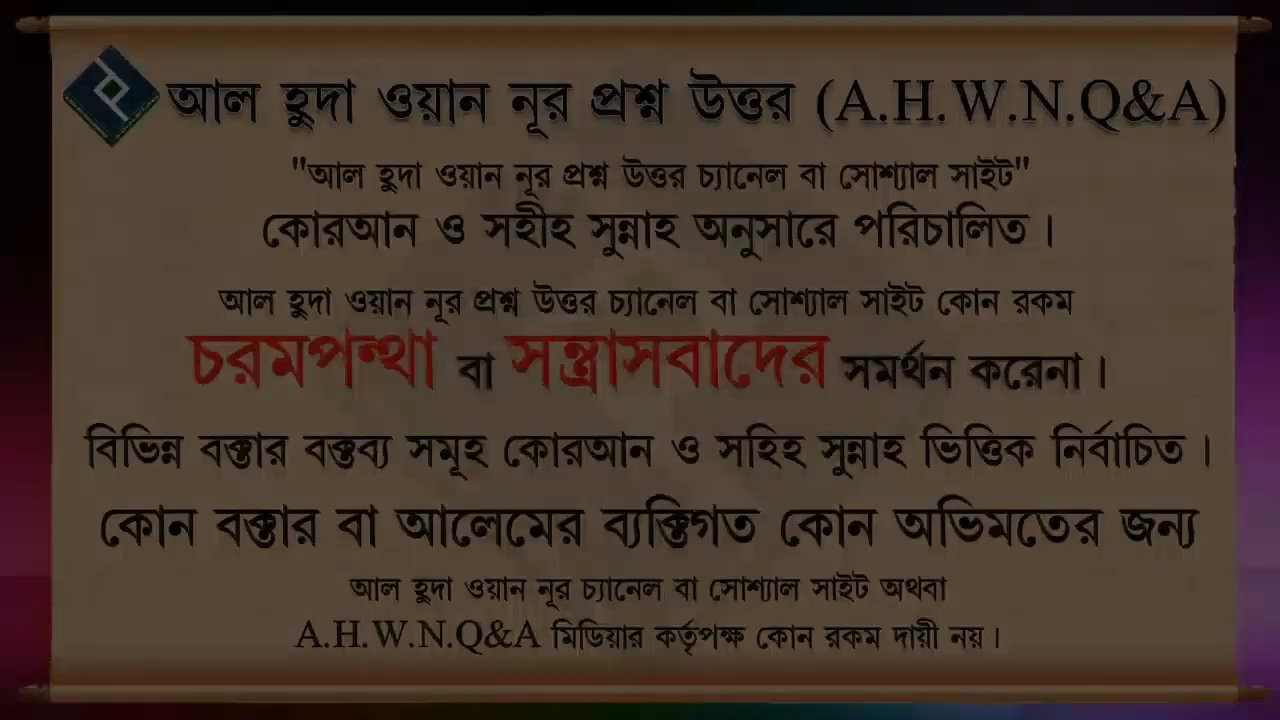 আল হুদা ওয়ান নূর প্রশ্ন উত্তর (A.H.W.N.Q&A)
"আল হুদা ওয়ান নূর প্রশ্ন উত্তর চ্যানেল বা সোশ্যাল সাইট"
কোরআন ও সহীহ সুন্নাহ অনুসারে পরিচালিত।
আল হুদা ওয়ান নূর প্রশ্ন উত্তর চ্যানেল বা সোশ্যাল সাইট কোন রকম
চরমপন্থা বা সন্ত্রাসবাদের সমর্থন করেনা।
বিভিন্ন বক্তার বক্তব্য সমূহ কোরআন ও সহিহ সুন্নাহ ভিত্তিক নির্বাচিত।
কোন বক্তার বা আলেমের ব্যক্তিগত কোন অভিমতের জন্য
আল হুদা ওয়ান নূর চ্যানেল বা সোশ্যাল সাইট অথবা
A.H.W.N.Q&A মিডিয়ার কর্তৃপক্ষ কোন রকম দায়ী নয়।